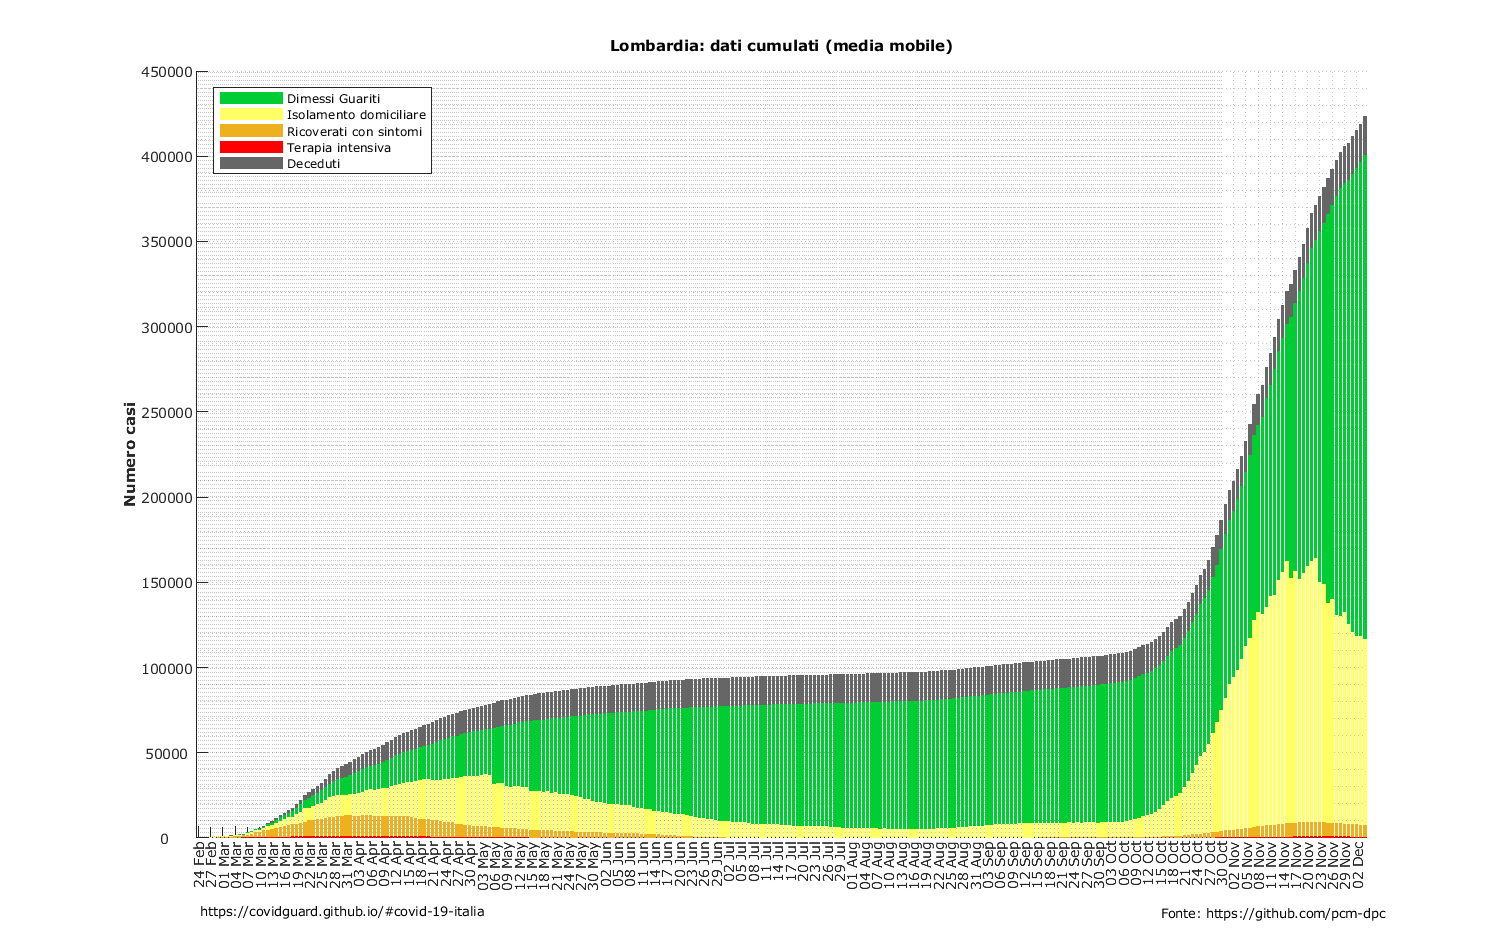 Lombardia: dati cumulati (media mobile)
450000
400000
350000
300000
250000
200000
150000
100000
50000
0
Numero casi
Dimessi Guariti
Isolamento domiciliare
Ricoverati con sintomi
Terapia intensiva
Deceduti
24 Feb
27 Feb
01 Mar
04 Mar
07 Mar
10 Mar
13 Mar
16 Mar
19 Mar
22 Mar
25 Mar
28 Mar
31 Mar
03 Apr
06 Apr
09 Apr
12 Apr
15 Apr
18 Apr
21 Apr
24 Apr
27 Apr
30 Apr
03 May
06 May
09 May
12 May
15 May
18 May
21 May
24 May
27 May
30 May
02 Jun
05 Jun
08 Jun
11 Jun
14 Jun
17 Jun
20 Jun
23 Jun
26 Jun
29 Jun
02 Jul
05 Jul
08 Jul
11 Jul
14 Jul
17 Jul
20 Jul
23 Jul
26 Jul
29 Jul
01 Aug
04 Aug
07 Aug
10 Aug
13 Aug
16 Aug
19 Aug
22 Aug
25 Aug
28 Aug
31 Aug
03 Sep
06 Sep
09 Sep
12 Sep
15 Sep
18 Sep
21 Sep
24 Sep
27 Sep
30 Sep
03 Oct
06 Oct
09 Oct
12 Oct
15 Oct
18 Oct
21 Oct
24 Oct
27 Oct
30 Oct
02 Nov
05 Nov
08 Nov
11 Nov
14 Nov
17 Nov
20 Nov
23 Nov
26 Nov
29 Nov
02 Dec
https://covidguard.github.io/#covid-19-italia
Fonte: https://github.com/pcm-dpc